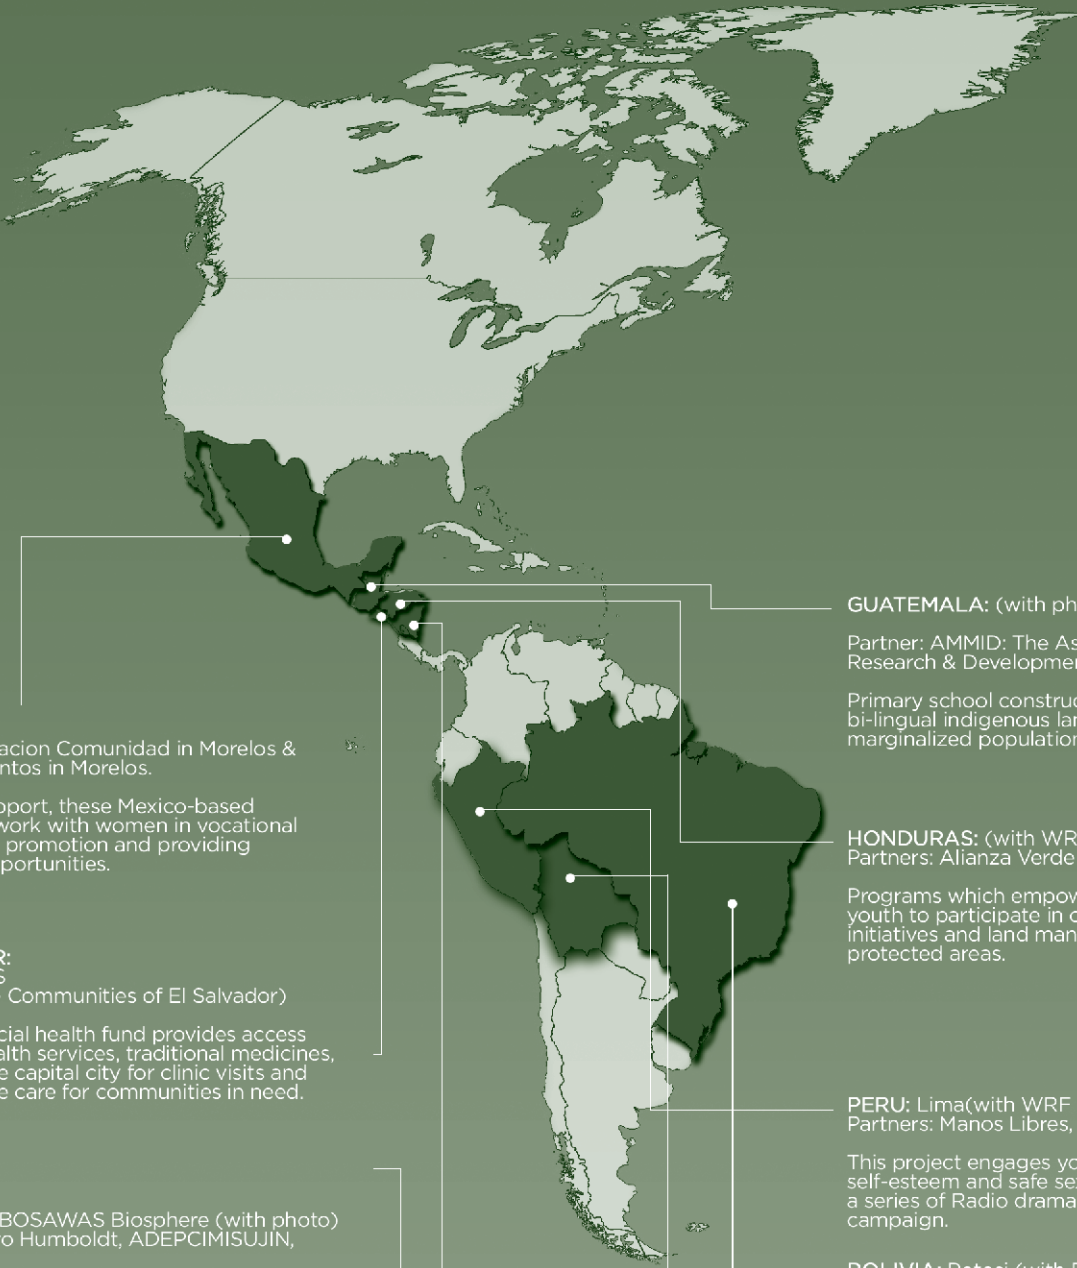 acion Comunidad in Morelos &
ntos in Morelos.
pport, these Mexico-based
work with women in vocational
promotion and providing
portunities.
R:
S
Communities of El Salvador)
cial health fund provides access
alth services, traditional medicines,
e capital city for clinic visits and
e care for communities in need.
BOSAWAS Biosphere (with photo)
o Humboldt, ADEPCIMISUJIN,
GUATEMALA: (with ph
Partner: AMMID: The As
Research & Developmen
Primary school construc
bi-lingual indigenous lan
marginalized population
HONDURAS: (with WR
Partners: Alianza Verde
Programs which empow
youth to participate in c
initiatives and land man
protected areas.
PERU: Lima(with WRF
Partners: Manos Libres,
This project engages yo
self-esteem and safe sex
a series of Radio drama
campaign.